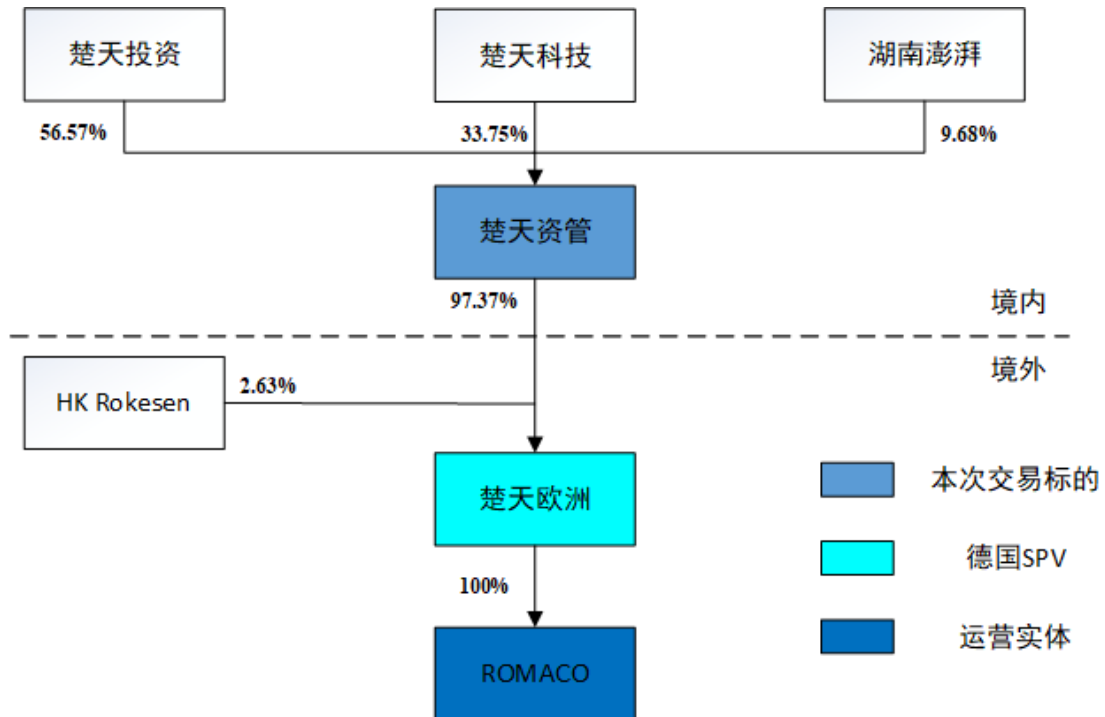 楚天投资
楚天科技
湖南澎湃
56.57%
33.75%
9.68%
楚天资管
97.37%
境内
境外
HK Rokesen
2.63%
楚天欧洲
本次交易标的
德国SPV
100%
运营实体
ROMACO